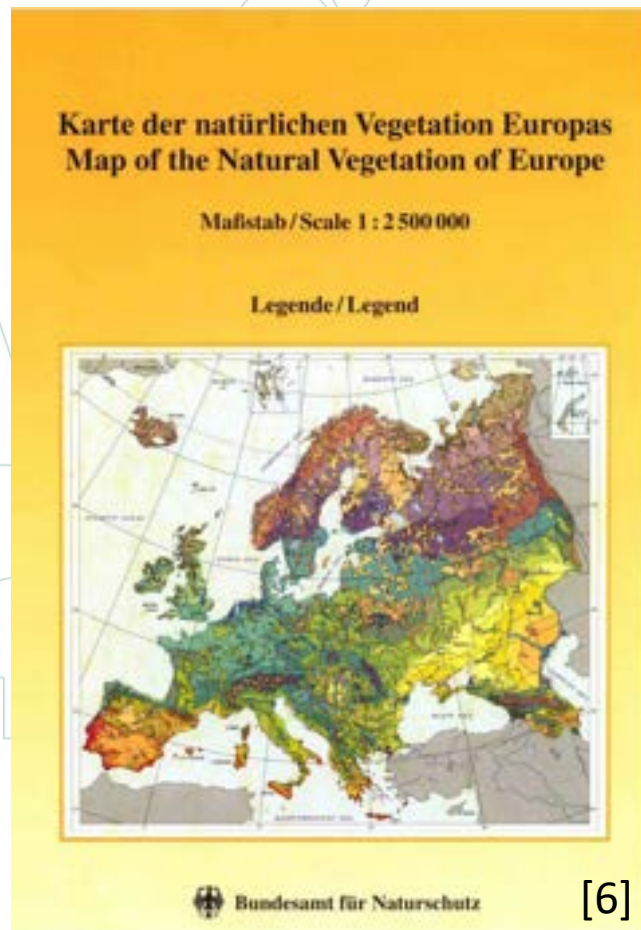 Karte der natürlichen Vegetation Europas
Map of the Natural Vegetation of Europe
Maßstab/Scale 1 : 2 500 000
Legende/Legend
Bundesamt für Naturschutz
[6]